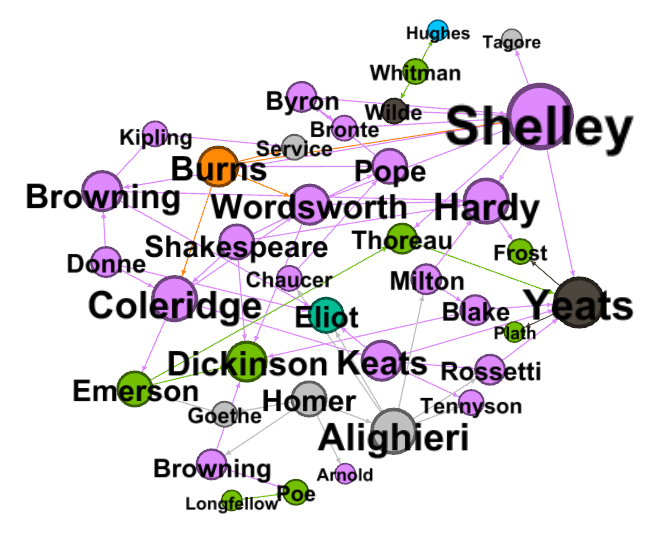 Hughes
Tagore
Whitman
Byron
Wilde
Shelley
Bronte
Kipling
Service
Burns
Pope
Browning
Wordsworth
Hardy
Shakespeare
Thoreau
Frost
Donne
Chaucer
Milton
Coleridge
Eliot
Blake
Yeats
Plath
Dickinson
Keats
Rossetti
Emerson
Goethe
Homer
Tennyson
Alighieri
Browning
Arnold
Longfellow
Poe